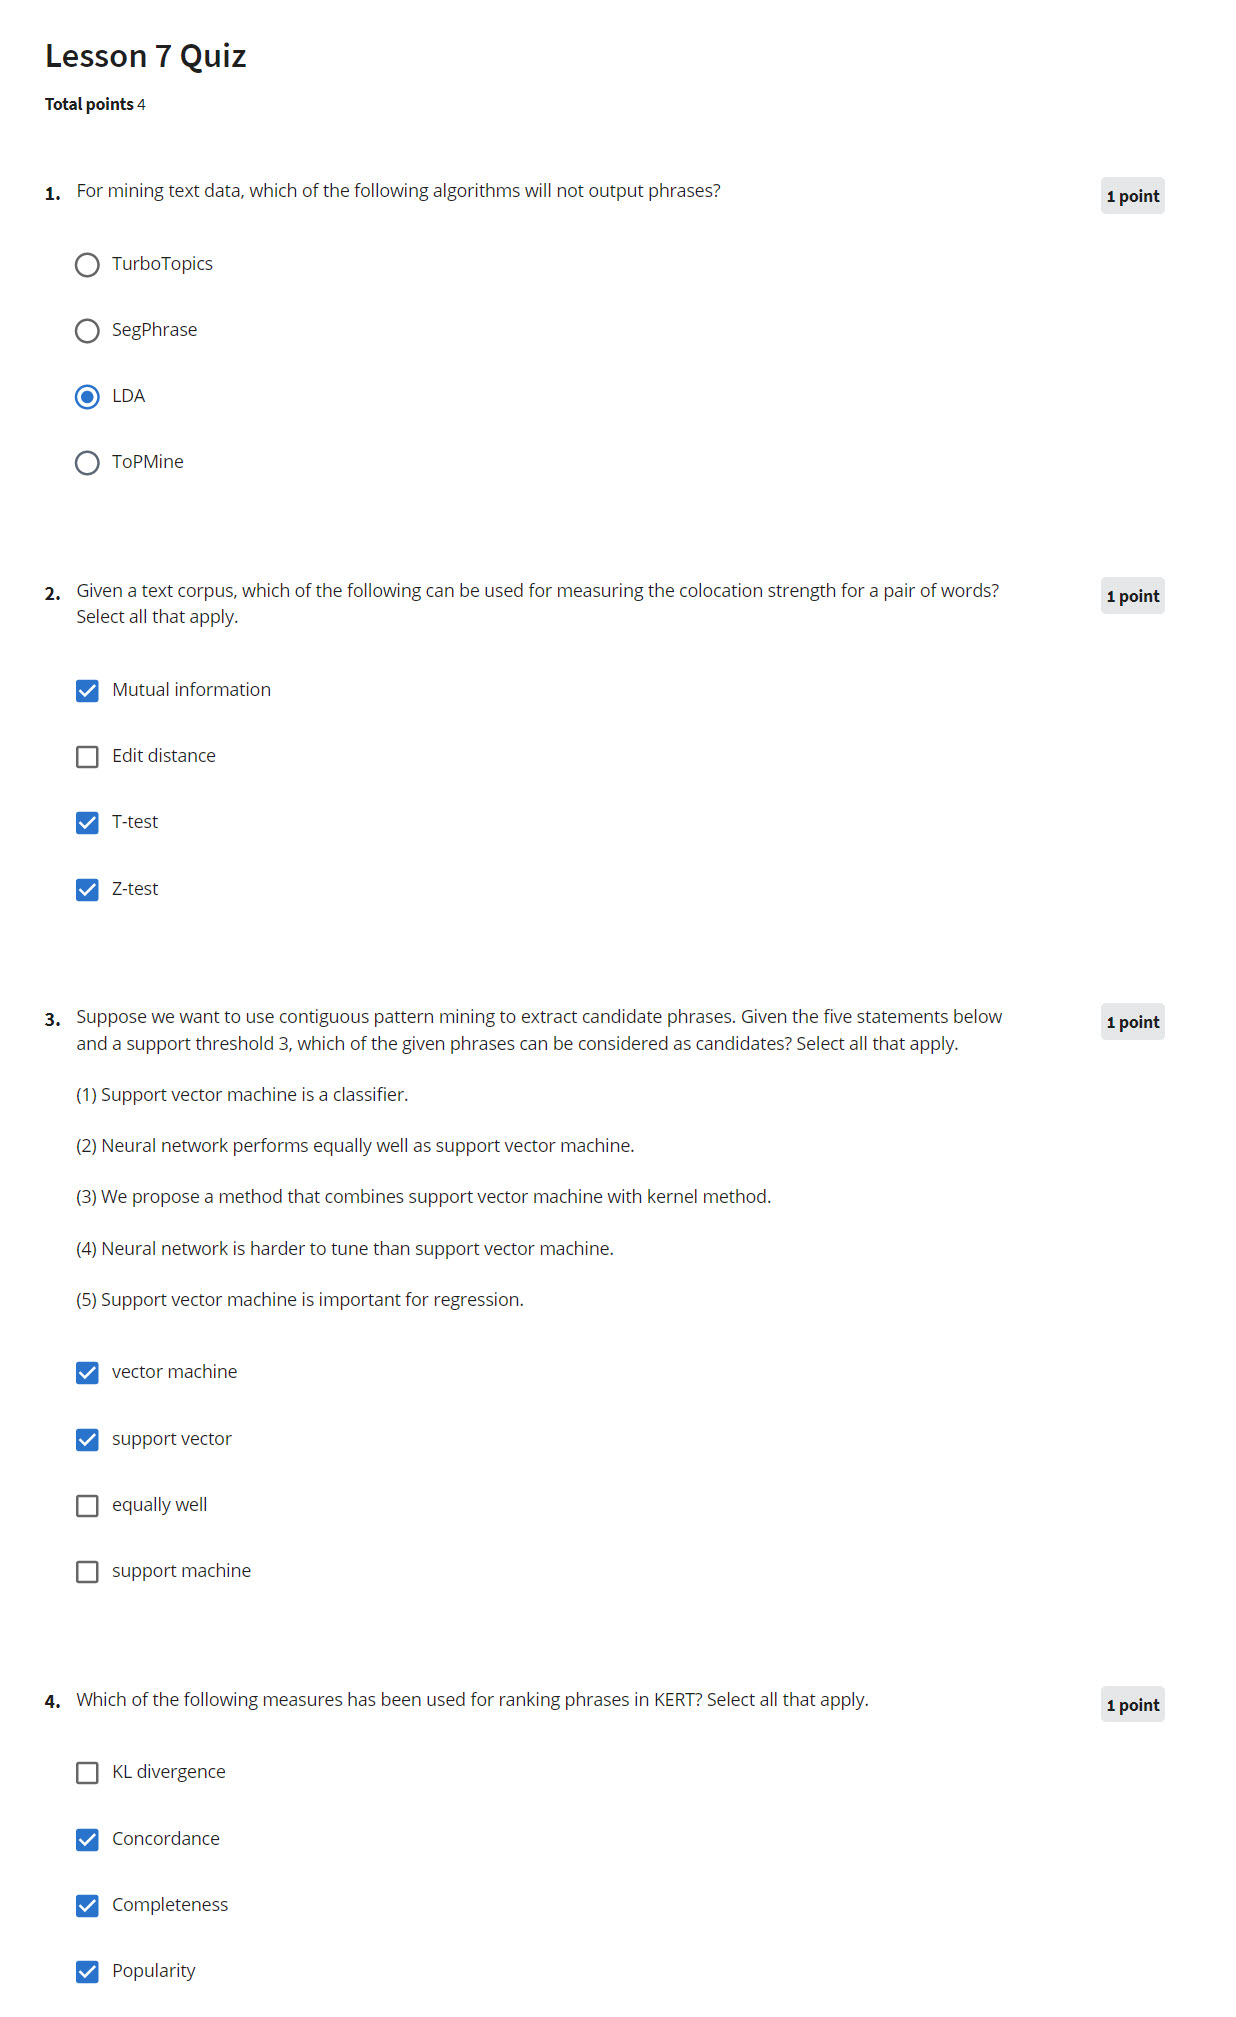 Lesson 7 Quiz
Total points 4
1. For mining text data, which of the following algorithms will not output phrases?
1 point
TurboTopics
SegPhrase
LDA
ToPMine
2. Given a text corpus, which of the following can be used for measuring the colocation strength for a pair of words?
Select all that apply.
1 point
Mutual information
Edit distance
T-test
Z-test
3. Suppose we want to use contiguous pattern mining to extract candidate phrases. Given the five statements below
and a support threshold 3, which of the given phrases can be considered as candidates? Select all that apply.
1 point
(1) Support vector machine is a classifier.
(2) Neural network performs equally well as support vector machine.
(3) We propose a method that combines support vector machine with kernel method.
(4) Neural network is harder to tune than support vector machine.
(5) Support vector machine is important for regression.
vector machine
support vector
equally well
support machine
4. Which of the following measures has been used for ranking phrases in KERT? Select all that apply.
1 point
KL divergence
Concordance
Completeness
Popularity